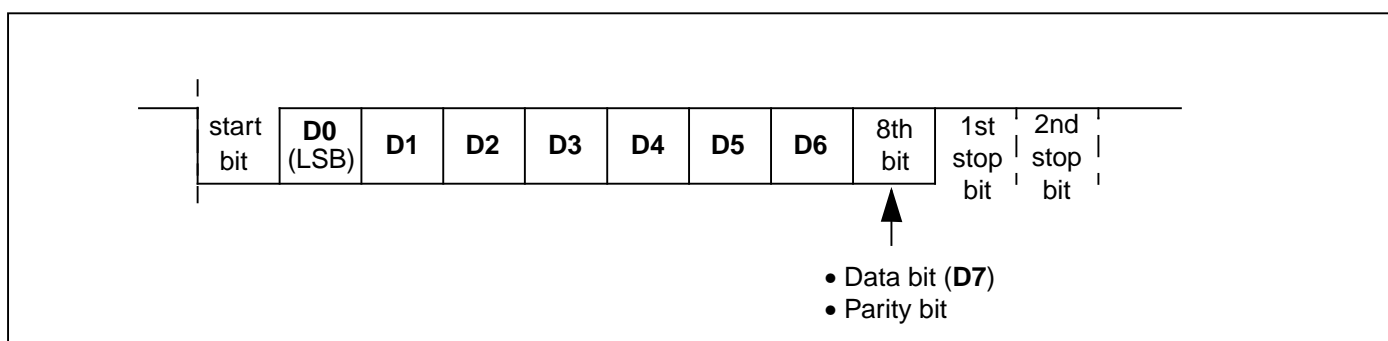 start bit
D0 (LSB)
D1
D2
D3
D4
D5
D6
8th bit
1st stop bit
2nd stop bit
• Data bit (D7)
• Parity bit